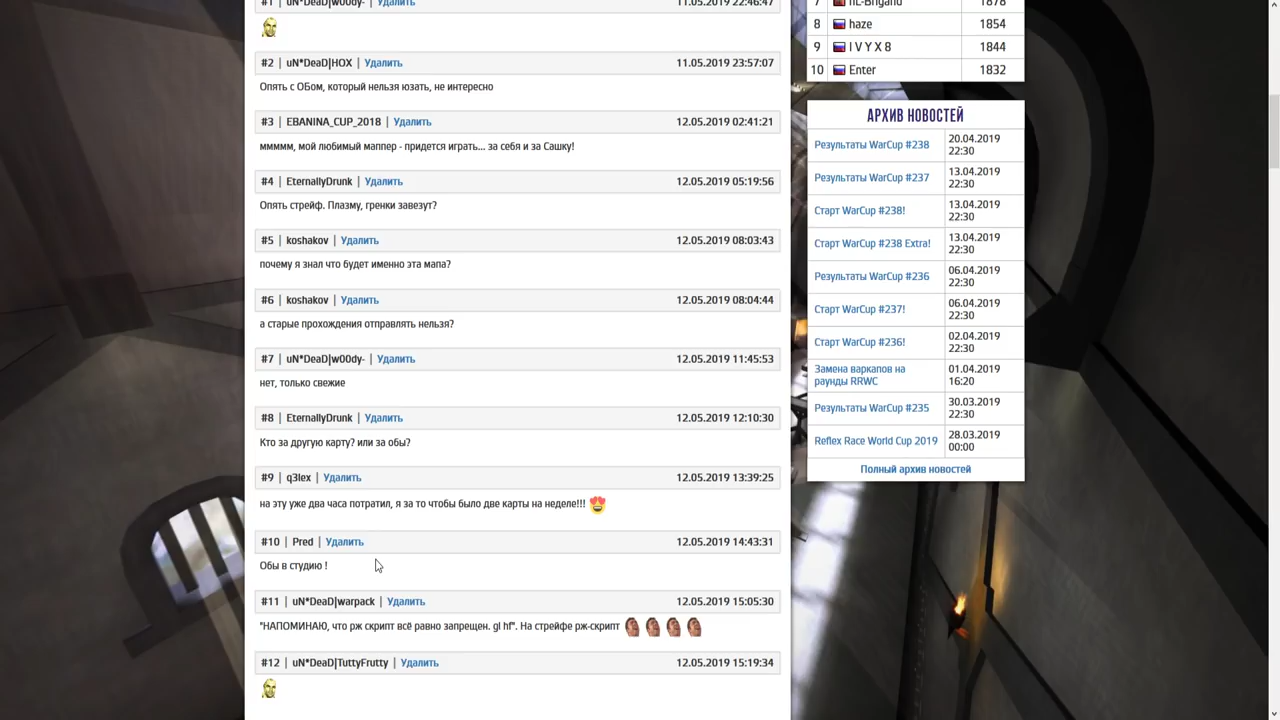 #1 | uN*DeaD|w00dy- | Удалить 11.05.2019 22:46:47
#2 | uN*DeaD|HOX | Удалить 11.05.2019 23:57:07
Опять с ОБом, который нельзя юзать, не интересно
#3 | EBANINA_CUP_2018 | Удалить 12.05.2019 02:41:21
ммммм, мой любимый маппер - придется играть... за себя и за Сашку!
#4 | EternallyDrunk | Удалить 12.05.2019 05:19:56
Опять стрейф. Плазму, гренки завезут?
#5 | koshakov | Удалить 12.05.2019 08:03:43
почему я знал что будет именно эта мапа?
#6 | koshakov | Удалить 12.05.2019 08:04:44
а старые прохождения отправлять нельзя?
#7 | uN*DeaD|w00dy- | Удалить 12.05.2019 11:45:53
нет, только свежие
#8 | EternallyDrunk | Удалить 12.05.2019 12:10:30
Кто за другую карту? или за обы?
#9 | q3lex | Удалить 12.05.2019 13:39:25
на эту уже два часа потратил, я за то чтобы было две карты на неделе!!!
#10 | Pred | Удалить 12.05.2019 14:43:31
Обы в студию !
#11 | uN*DeaD|warpack | Удалить 12.05.2019 15:05:30
"НАПОМИНАЮ, что рж скрипт всё равно запрещен. gl hf". На стрейфе рж-скрипт
#12 | uN*DeaD|TuttyFrutty | Удалить 12.05.2019 15:19:34
7 nL-Brigand 1878
8 haze 1854
9 I V Y X 8 1844
10 Enter 1832
АРХИВ НОВОСТЕЙ
Результаты WarCup #238 20.04.2019
22:30
Результаты WarCup #237 13.04.2019
22:30
Старт WarCup #238! 13.04.2019
22:30
Старт WarCup #238 Extra! 13.04.2019
22:30
Результаты WarCup #236 06.04.2019
22:30
Старт WarCup #237! 06.04.2019
22:30
Старт WarCup #236! 02.04.2019
22:30
Замена варкапов на 01.04.2019
раунды RRWC 16:20
Результаты WarCup #235 30.03.2019
22:30
Reflex Race World Cup 2019 28.03.2019
00:00
Полный архив новостей